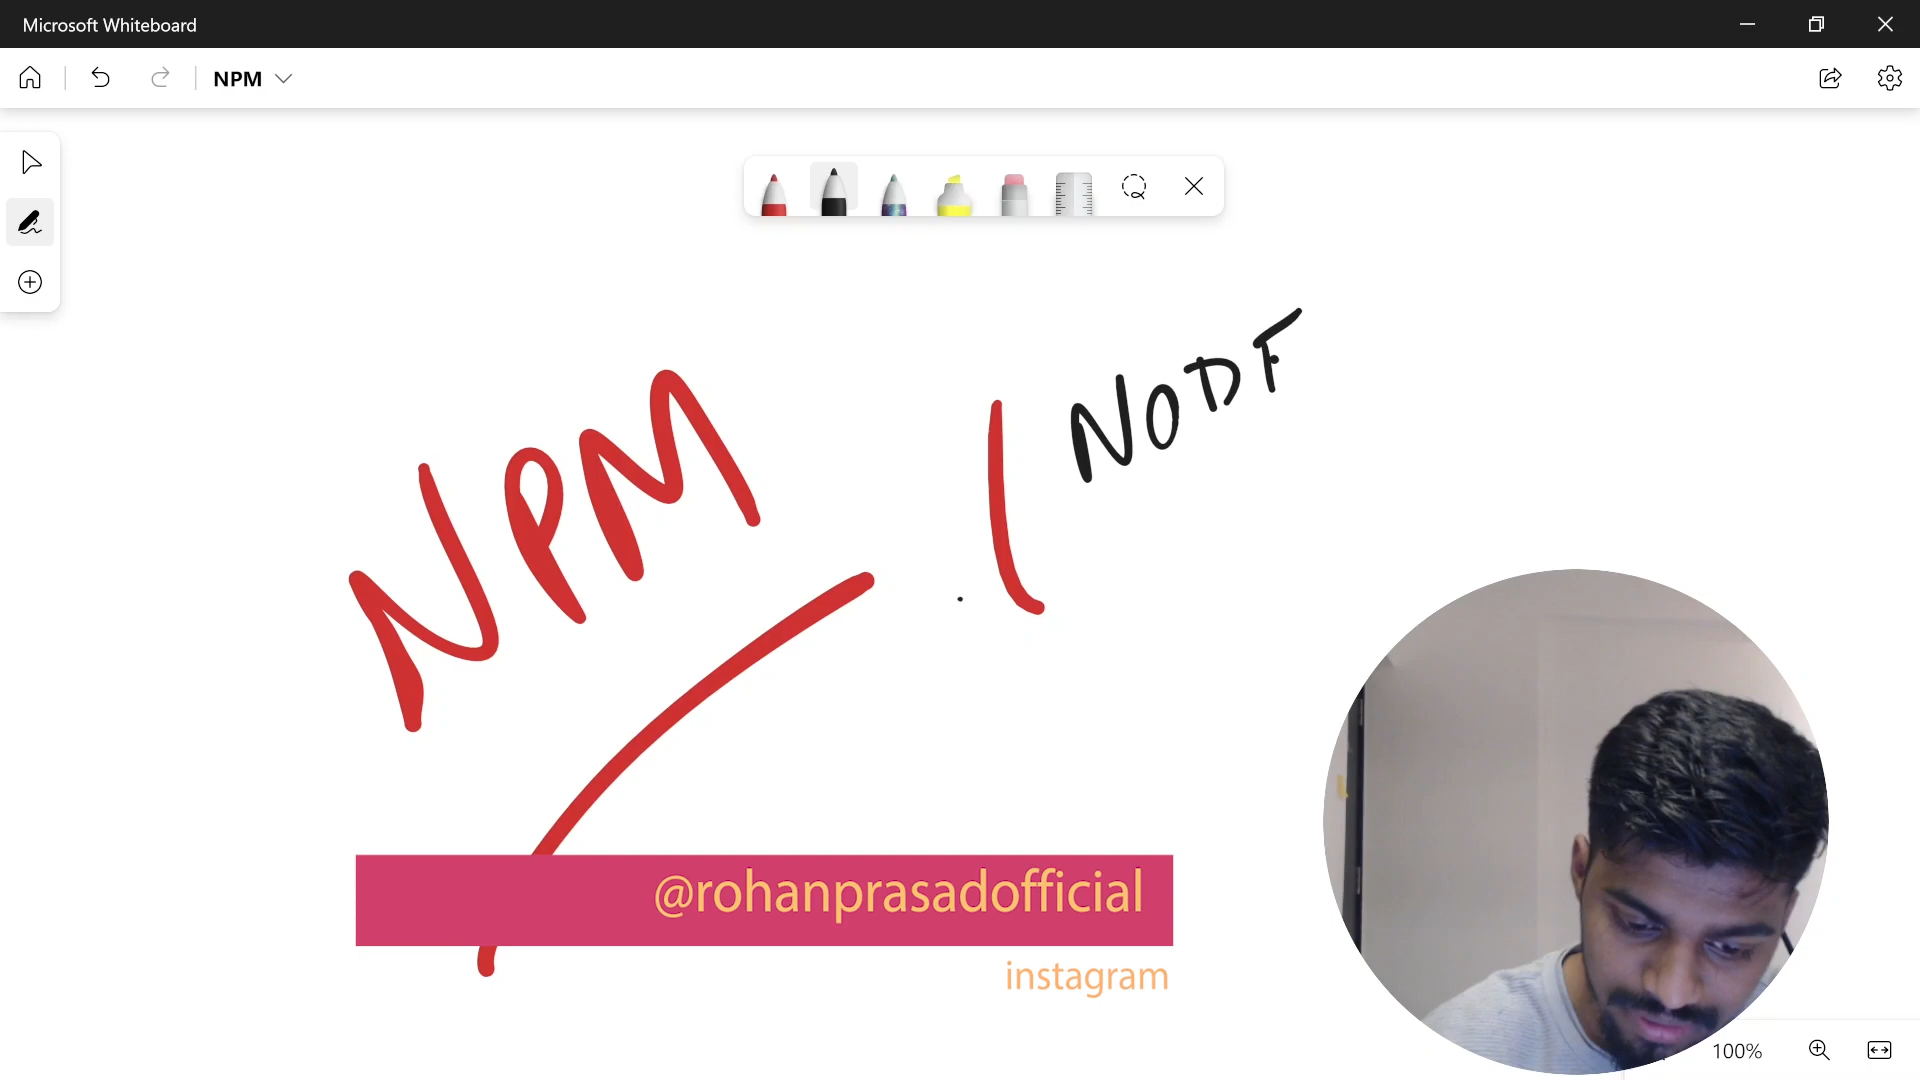 Microsoft Whiteboard
NPM
NODF
NPM
@rohanprasadofficial
instagram
100%